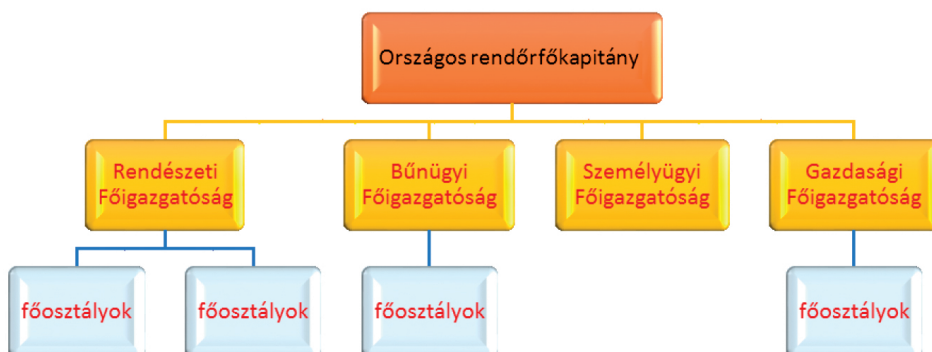 Országos rendőrfőkapitány
Rendészeti
Főigazgatóság
Bűnügyi
Főigazgatóság
Személyügyi
Főigazgatóság
Gazdasági
Főigazgatóság
főosztályok
főosztályok
főosztályok
főosztályok